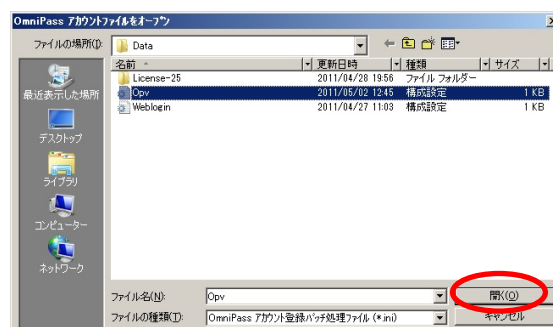 OmniPass アカウントファイルをオープン
ファイルの場所(I): Data
名前 更新日時 種類 サイズ
License-25 2011/04/28 19:56 ファイル フォルダー
Opv 2011/05/02 12:45 構成設定 1 KB
Weblogin 2011/04/27 11:03 構成設定 1 KB
最近表示した場所
デスクトップ
ライブラリ
コンピューター
ネットワーク
ファイル名(N): Opv 開く(O)
ファイルの種類(T): OmniPass アカウント登録バッチ処理ファイル (*.ini) キャンセル